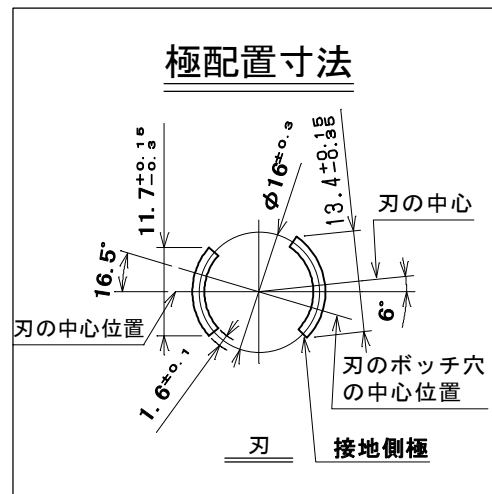 極配置寸法
11.7+0.15-0.3
φ16±0.3
13.4+0.15-0.35
刃の中心
16.5°
6°
刃の中心位置
刃のボッチ穴
の中心位置
1.6±0.1
刃
接地側極